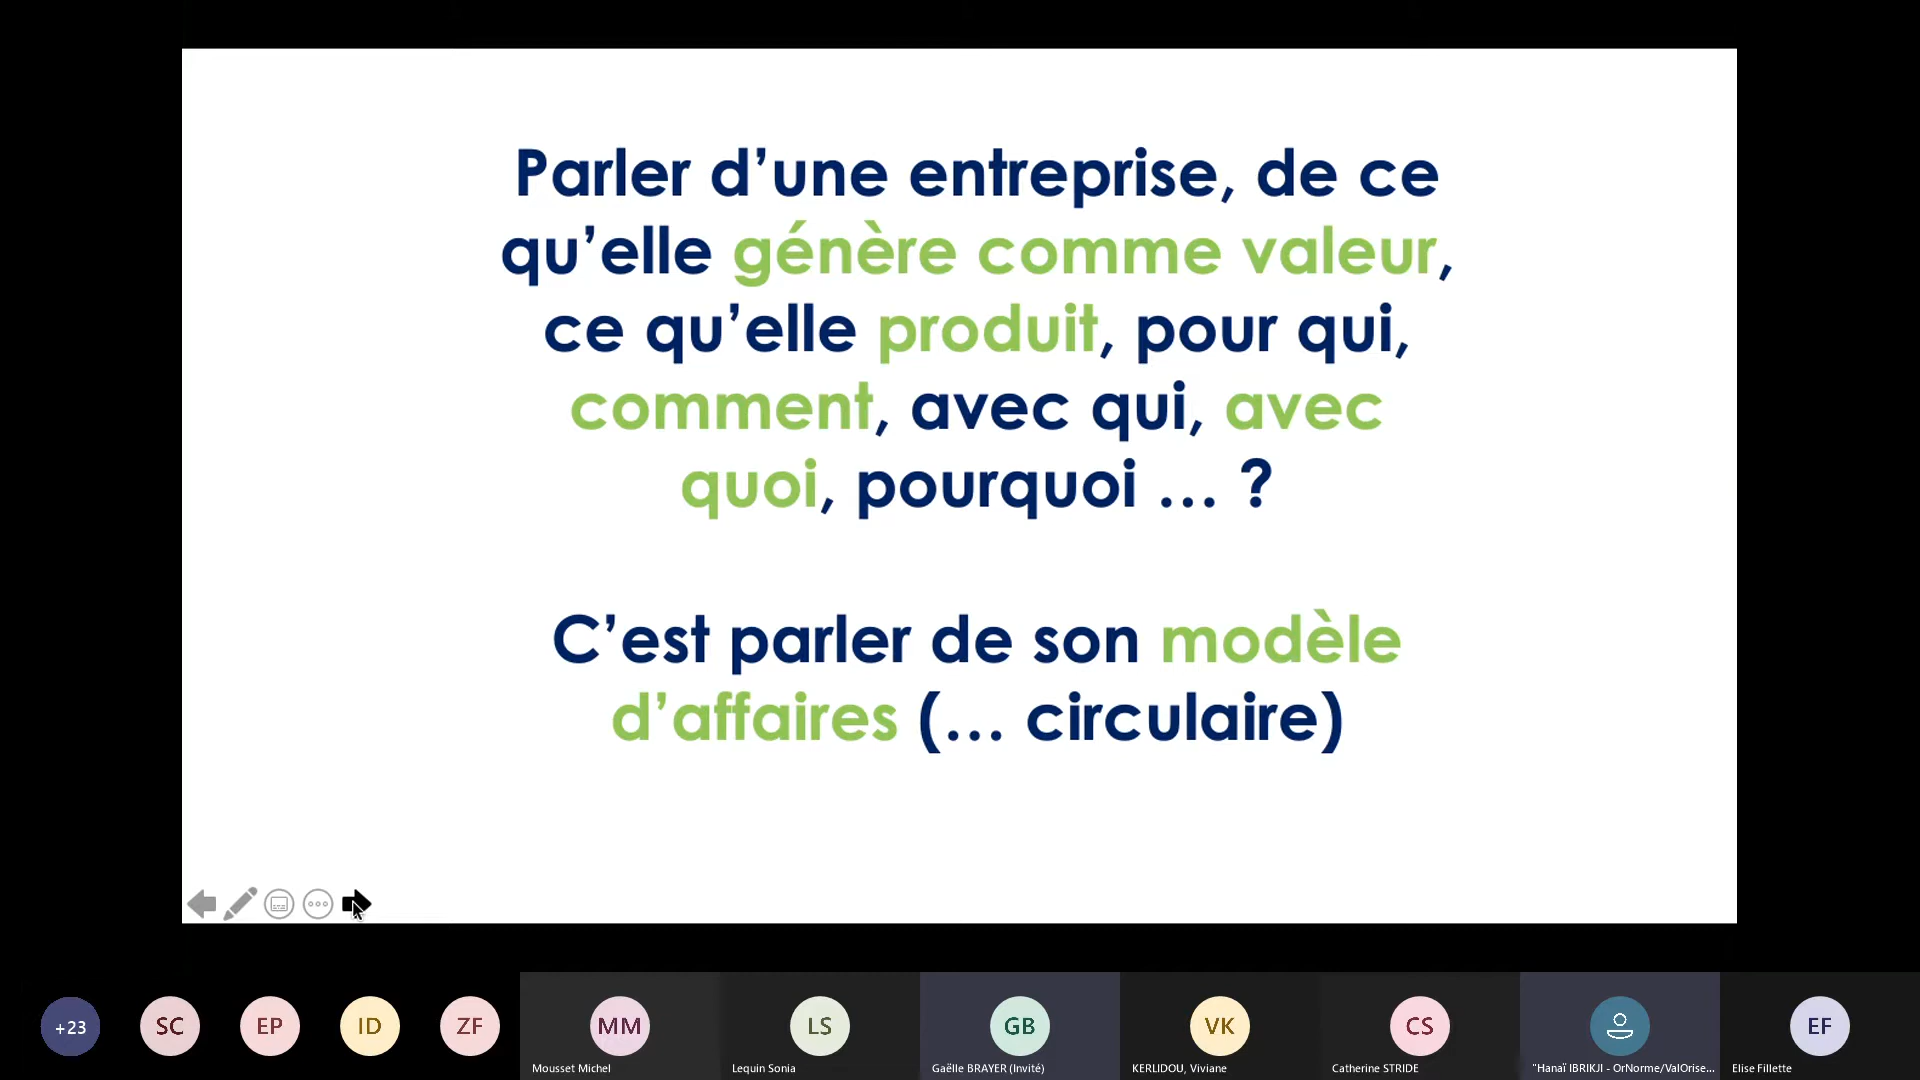 Parler d’une entreprise, de ce
qu’elle génère comme valeur,
ce qu’elle produit, pour qui,
comment, avec qui, avec
quoi, pourquoi … ?
C’est parler de son modèle
d’affaires (… circulaire)
+23
SC
EP
ID
ZF
MM
LS
GB
VK
CS
EF
Mousset Michel
Lequin Sonia
Gaëlle BRAYER (Invité)
KERLIDOU, Viviane
Catherine STRIDE
"Hanaï IBRIKJI - OrNorme/ValOrise...
Elise Fillette